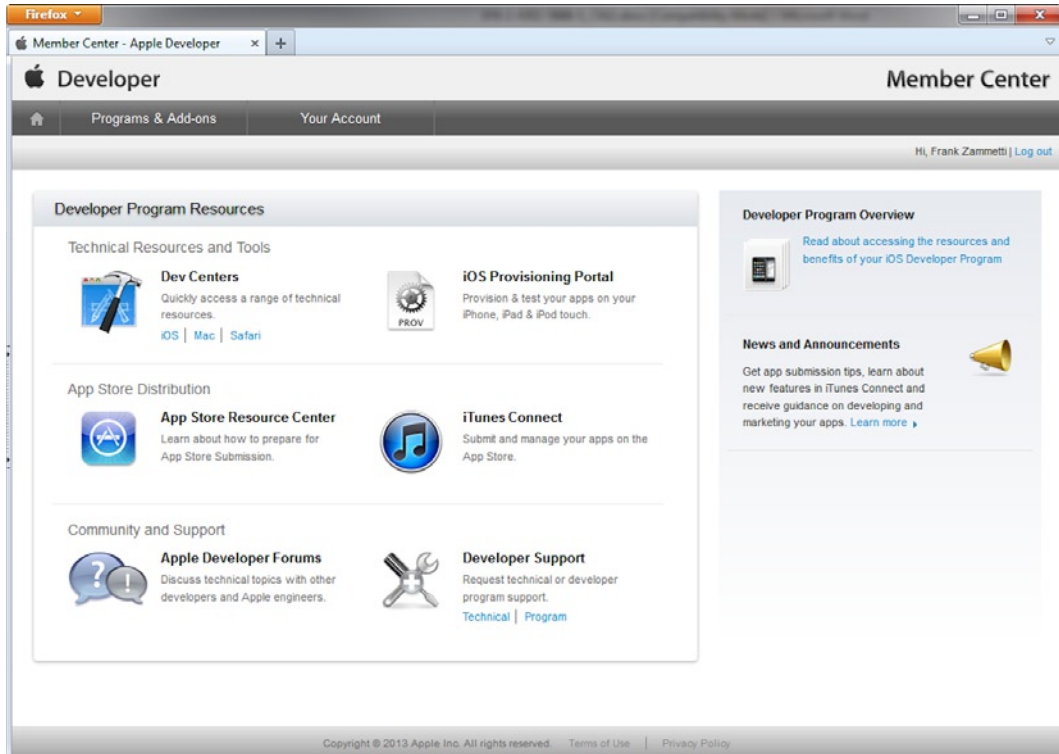 Firefox
Member Center - Apple Developer
Developer
Member Center
Programs & Add-ons
Your Account
Hi, Frank Zammetti | Log out
Developer Program Resources
Technical Resources and Tools
Dev Centers
Quickly access a range of technical
resources.
iOS | Mac | Safari
PROV
iOS Provisioning Portal
Provision & test your apps on your
iPhone, iPad & iPod touch.
App Store Distribution
App Store Resource Center
Learn about how to prepare for
App Store Submission.
iTunes Connect
Submit and manage your apps on the
App Store.
Community and Support
Apple Developer Forums
Discuss technical topics with other
developers and Apple engineers.
Developer Support
Request technical or developer
program support.
Technical | Program
Developer Program Overview
Read about accessing the resources and
benefits of your iOS Developer Program
News and Announcements
Get app submission tips, learn about
new features in iTunes Connect and
receive guidance on developing and
marketing your apps. Learn more
Copyright © 2013 Apple Inc. All rights reserved. Terms of Use | Privacy Policy